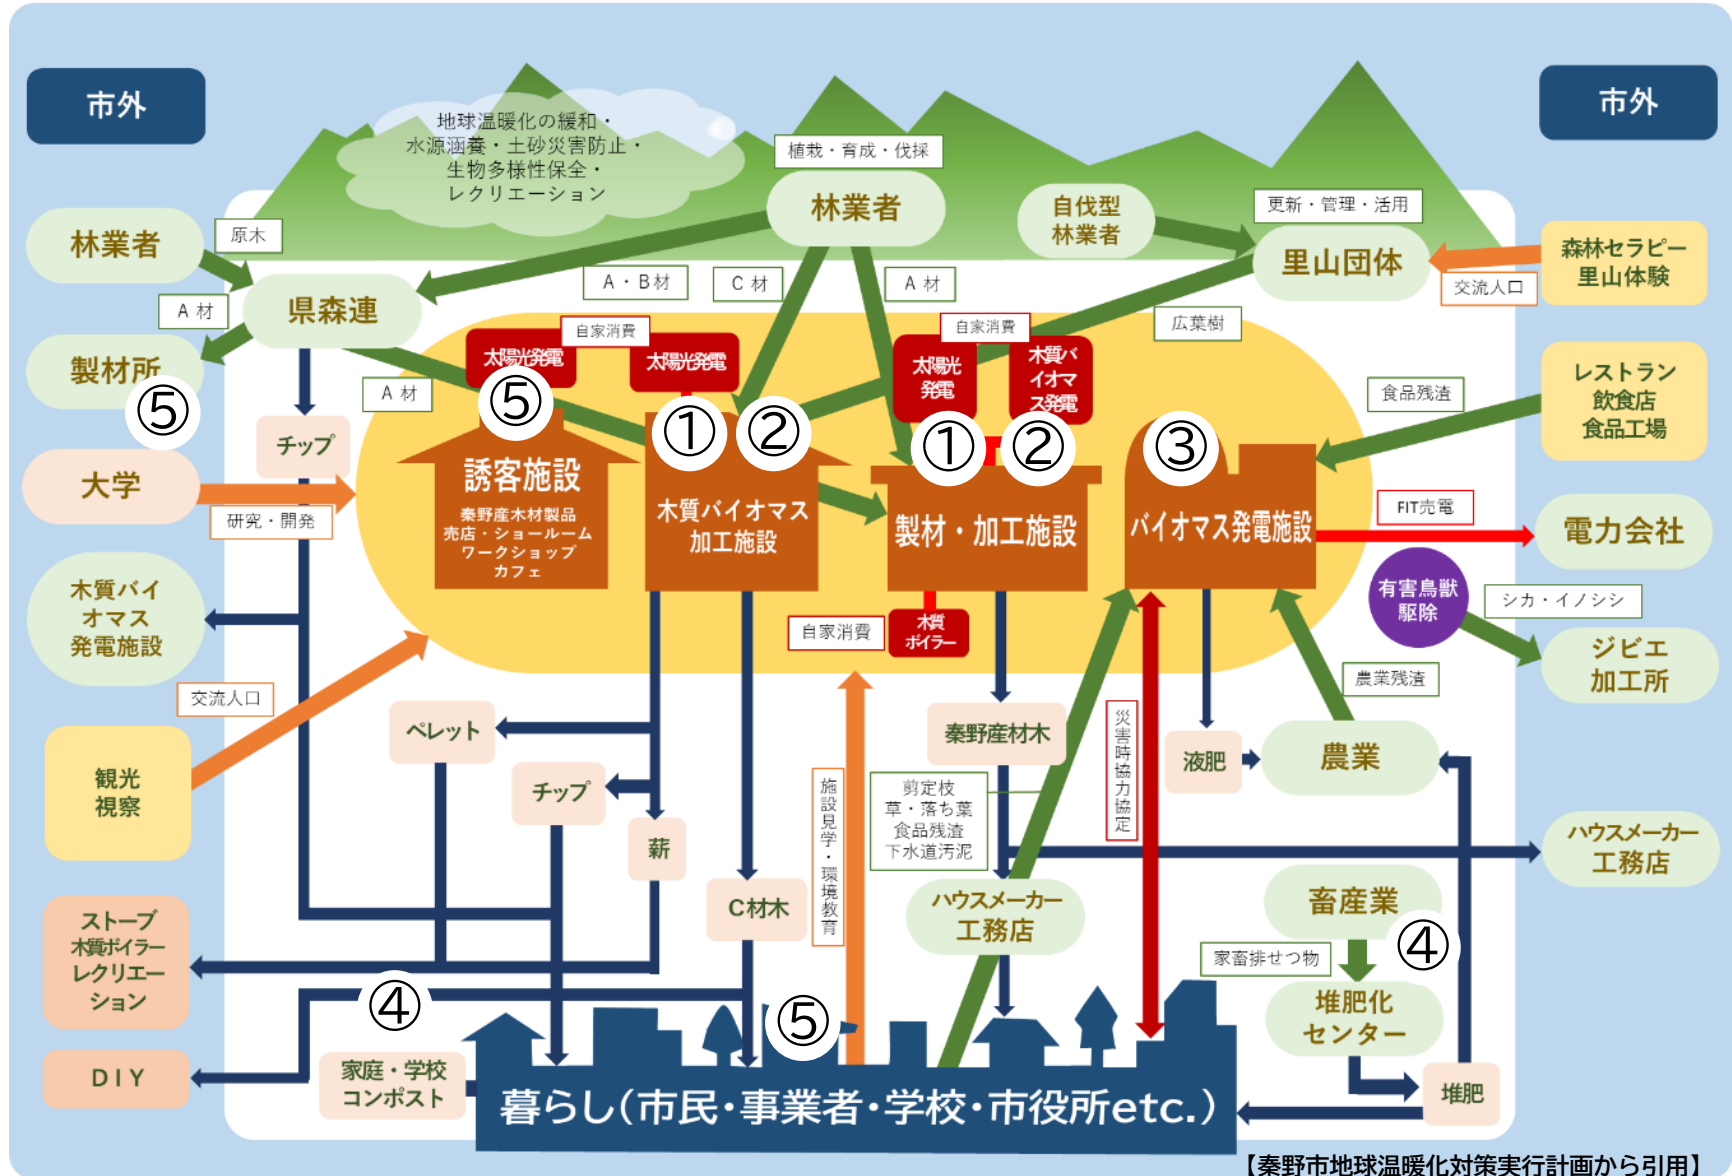 市外
市外
地球温暖化の緩和・
水源涵養・土砂災害防止・
生物多様性保全・
レクリエーション
植栽・育成・伐採
林業者
自伐型
林業者
更新・管理・活用
里山団体
森林セラピー
里山体験
交流人口
林業者
原木
県森連
A 材
製材所
⑤
A・B材
C 材
A 材
広葉樹
自家消費
太陽光発電
太陽光発電
自家消費
太陽光
発電
木質バ
イオマ
ス発電
A 材
⑤
①
②
①
②
③
レストラン
飲食店
食品工場
食品残渣
チップ
大学
研究・開発
誘客施設
秦野産木材製品
売店・ショールーム
ワークショップ
カフェ
木質バイオマス
加工施設
製材・加工施設
バイオマス発電施設
FIT売電
電力会社
木質バイ
オマス
発電施設
自家消費
木質
ボイラー
有害鳥獣
駆除
シカ・イノシシ
ジビエ
加工所
交流人口
農業残渣
観光
視察
ペレット
チップ
薪
秦野産材木
災害時協力協定
液肥
農業
施設見学・環境教育
剪定枝
草・落ち葉
食品残渣
下水道汚泥
ハウスメーカー
工務店
ストーブ
木質ボイラー
レクリエー
ション
C材木
ハウスメーカー
工務店
畜産業
④
家畜排せつ物
堆肥化
センター
④
⑤
DIY
家庭・学校
コンポスト
堆肥
暮らし(市民・事業者・学校・市役所etc.)
【秦野市地球温暖化対策実行計画から引用】